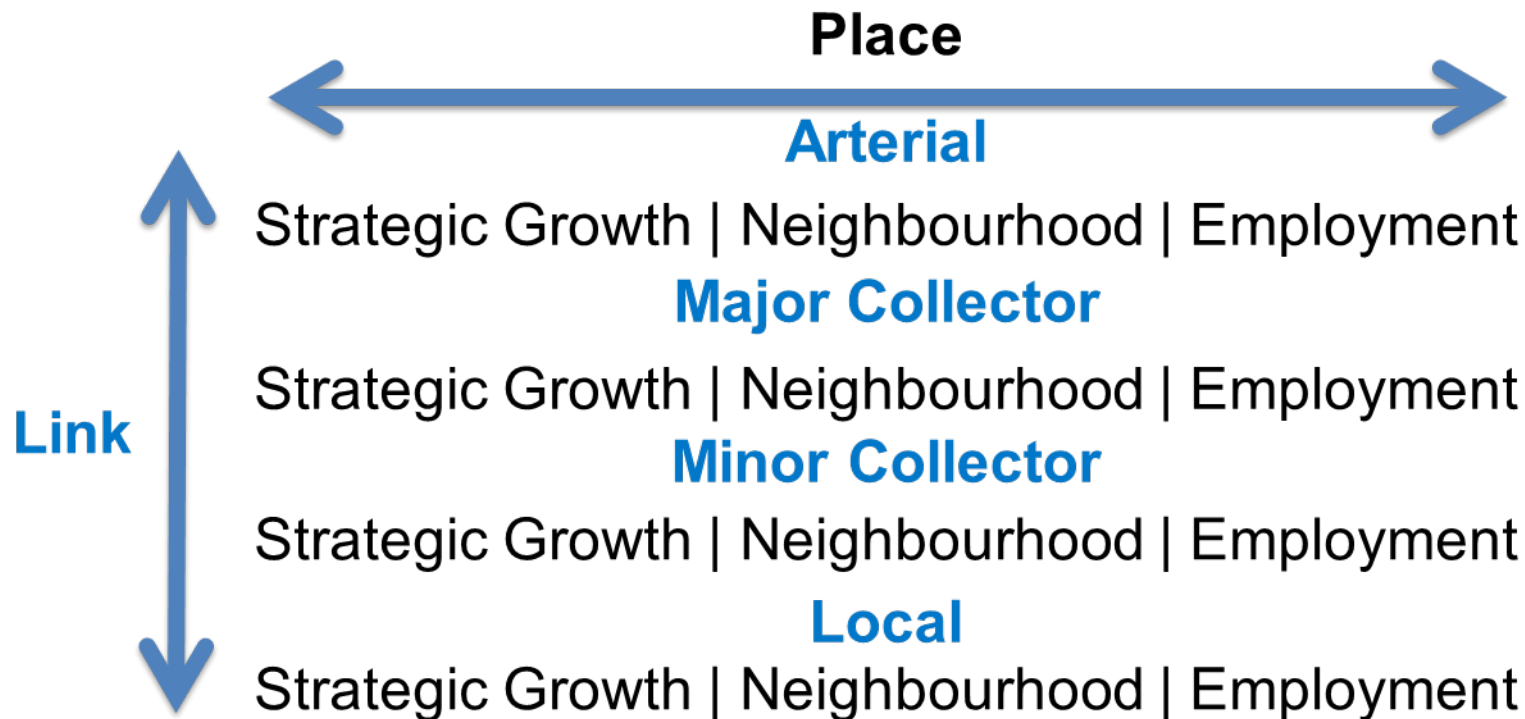 Place
Arterial
Strategic Growth | Neighbourhood | Employment
Major Collector
Strategic Growth | Neighbourhood | Employment
Link
Minor Collector
Strategic Growth | Neighbourhood | Employment
Local
Strategic Growth | Neighbourhood | Employment